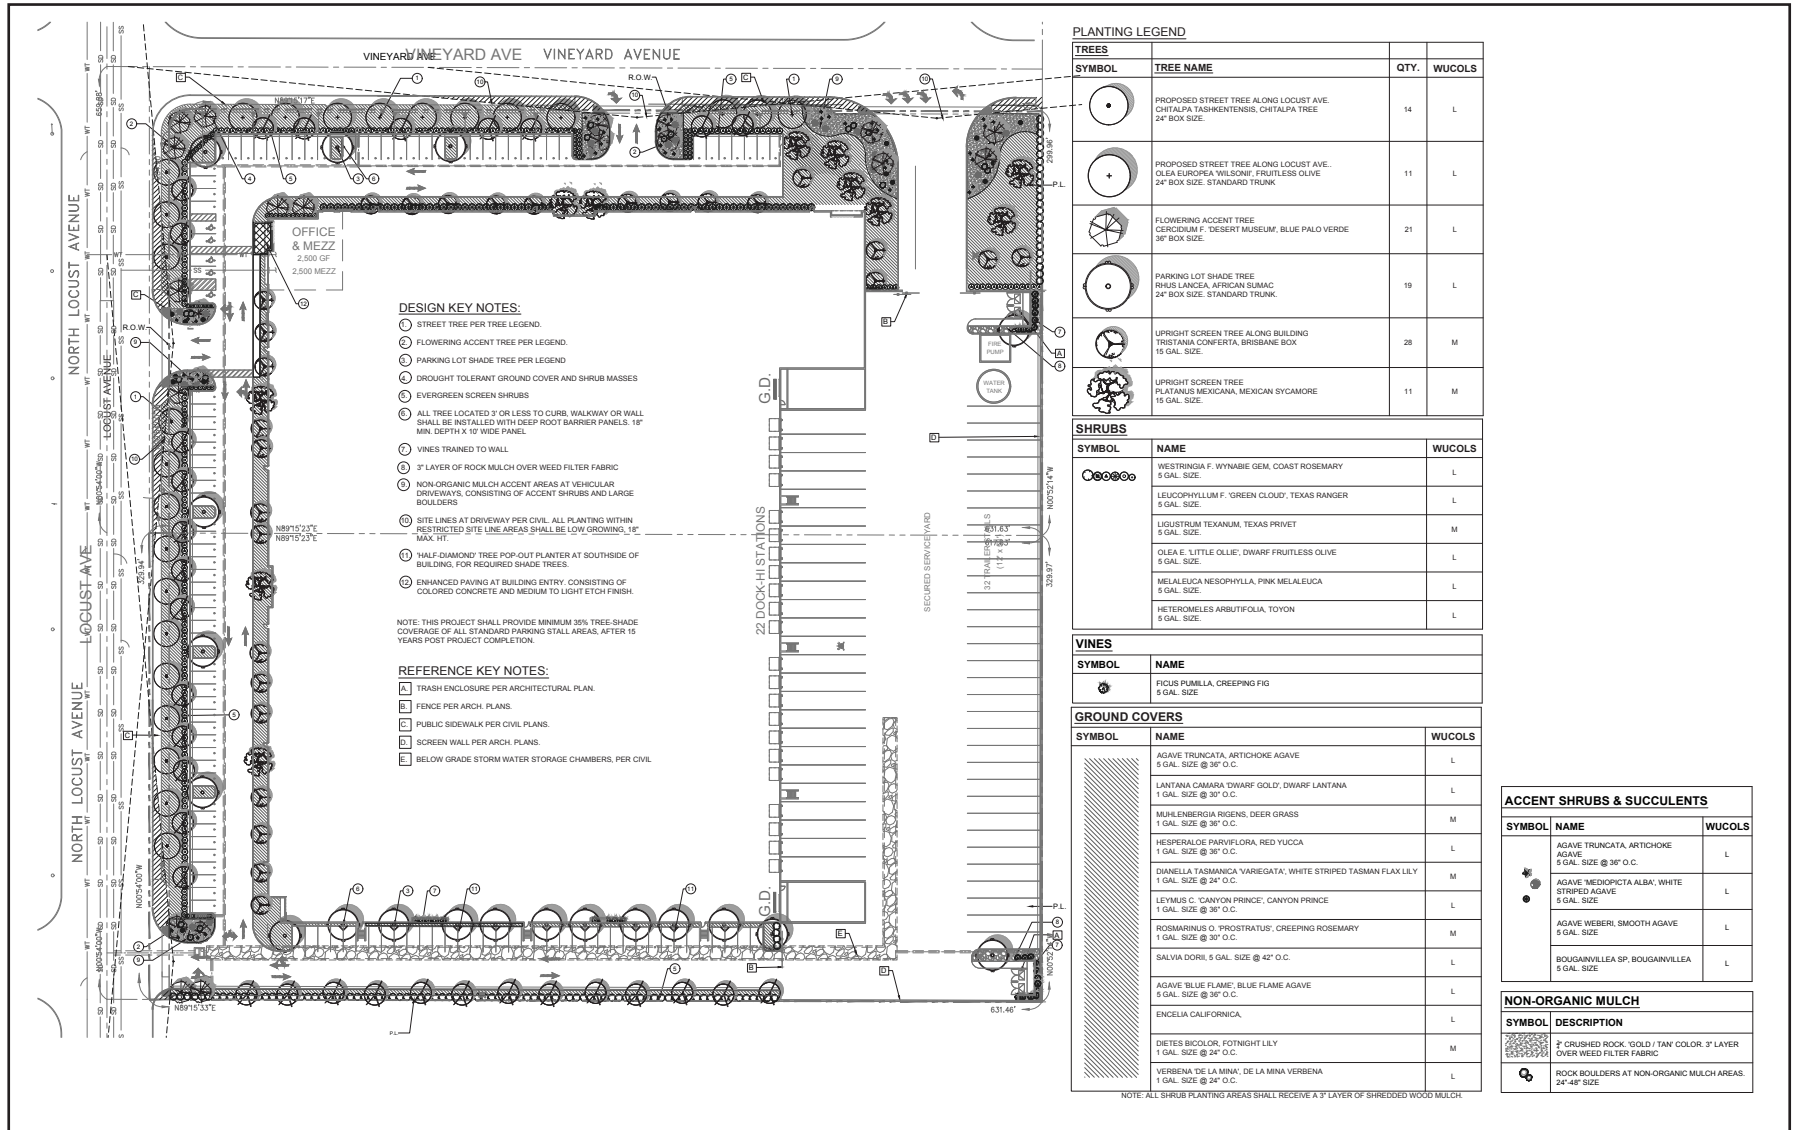 VINEYARD AVE
VINEYARD AVE
VINEYARD AVENUE
R.O.W.
NORTH LOCUST AVENUE
LOCUST AVENUE
LOCUST AVE
NORTH LOCUST AVENUE
NORTH LOCUST AVENUE
R.O.W.
P.L.
299.96'
OFFICE
& MEZZ
2,500 GF
2,500 MEZZ
DESIGN KEY NOTES:
1. STREET TREE PER TREE LEGEND.
2. FLOWERING ACCENT TREE PER LEGEND.
3. PARKING LOT SHADE TREE PER LEGEND
4. DROUGHT TOLERANT GROUND COVER AND SHRUB MASSES
5. EVERGREEN SCREEN SHRUBS
6. ALL TREE LOCATED 3' OR LESS TO CURB, WALKWAY OR WALL
SHALL BE INSTALLED WITH DEEP ROOT BARRIER PANELS. 18"
MIN. DEPTH X 10' WIDE PANEL
7. VINES TRAINED TO WALL
8. 3" LAYER OF ROCK MULCH OVER WEED FILTER FABRIC
9. NON-ORGANIC MULCH ACCENT AREAS AT VEHICULAR
DRIVEWAYS, CONSISTING OF ACCENT SHRUBS AND LARGE
BOULDERS
10. SITE LINES AT DRIVEWAY PER CIVIL. ALL PLANTING WITHIN
RESTRICTED SITE LINE AREAS SHALL BE LOW GROWING, 18"
MAX. HT.
11. 'HALF-DIAMOND' TREE POP-OUT PLANTER AT SOUTHSIDE OF
BUILDING, FOR REQUIRED SHADE TREES.
12. ENHANCED PAVING AT BUILDING ENTRY. CONSISTING OF
COLORED CONCRETE AND MEDIUM TO LIGHT ETCH FINISH.
NOTE: THIS PROJECT SHALL PROVIDE MINIMUM 35% TREE-SHADE
COVERAGE OF ALL STANDARD PARKING STALL AREAS, AFTER 15
YEARS POST PROJECT COMPLETION.
REFERENCE KEY NOTES:
A. TRASH ENCLOSURE PER ARCHITECTURAL PLAN.
B. FENCE PER ARCH. PLANS.
C. PUBLIC SIDEWALK PER CIVIL PLANS.
D. SCREEN WALL PER ARCH. PLANS.
E. BELOW GRADE STORM WATER STORAGE CHAMBERS, PER CIVIL
N89°15'23"E
N89°15'23"E
329.94'
G.D.
22 DOCK-HI STATIONS
G.D.
SECURED SERVICE YARD
FIRE
PUMP
WATER
TANK
N00°52'14"W
329.97'
P.L.
N00°54'00"W
N89°15'33"E
631.46'
P.L.
PLANTING LEGEND
TREES
SYMBOL TREE NAME QTY. WUCOLS
PROPOSED STREET TREE ALONG LOCUST AVE.
CHITALPA TASHKENTENSIS, CHITALPA TREE
24" BOX SIZE.
14 L
PROPOSED STREET TREE ALONG LOCUST AVE..
OLEA EUROPEA 'WILSONII', FRUITLESS OLIVE
24" BOX SIZE. STANDARD TRUNK
11 L
FLOWERING ACCENT TREE
CERCIDIUM F. 'DESERT MUSEUM', BLUE PALO VERDE
36" BOX SIZE.
21 L
PARKING LOT SHADE TREE
RHUS LANCEA, AFRICAN SUMAC
24" BOX SIZE. STANDARD TRUNK.
19 L
UPRIGHT SCREEN TREE ALONG BUILDING
TRISTANIA CONFERTA, BRISBANE BOX
15 GAL. SIZE.
28 M
UPRIGHT SCREEN TREE
PLATANUS MEXICANA, MEXICAN SYCAMORE
15 GAL. SIZE.
11 M
SHRUBS
SYMBOL NAME WUCOLS
WESTRINGIA F. WYNABIE GEM, COAST ROSEMARY
5 GAL. SIZE.
L
LEUCOPHYLLUM F. 'GREEN CLOUD', TEXAS RANGER
5 GAL. SIZE.
L
LIGUSTRUM TEXANUM, TEXAS PRIVET
5 GAL. SIZE.
M
OLEA E. 'LITTLE OLLIE', DWARF FRUITLESS OLIVE
5 GAL. SIZE.
L
MELALEUCA NESOPHYLLA, PINK MELALEUCA
5 GAL. SIZE.
L
HETEROMELES ARBUTIFOLIA, TOYON
5 GAL. SIZE.
L
VINES
SYMBOL NAME
FICUS PUMILLA, CREEPING FIG
5 GAL. SIZE
GROUND COVERS
SYMBOL NAME WUCOLS
AGAVE TRUNCATA, ARTICHOKE AGAVE
5 GAL. SIZE @ 36" O.C.
L
LANTANA CAMARA 'DWARF GOLD', DWARF LANTANA
1 GAL. SIZE @ 30" O.C.
L
MUHLENBERGIA RIGENS, DEER GRASS
1 GAL. SIZE @ 36" O.C.
M
HESPERALOE PARVIFLORA, RED YUCCA
1 GAL. SIZE @ 36" O.C.
L
DIANELLA TASMANICA 'VARIEGATA', WHITE STRIPED TASMAN FLAX LILY
1 GAL. SIZE @ 24" O.C.
M
LEYMUS C. 'CANYON PRINCE', CANYON PRINCE
1 GAL. SIZE @ 36" O.C.
L
ROSMARINUS O. 'PROSTRATUS', CREEPING ROSEMARY
1 GAL. SIZE @ 30" O.C.
M
SALVIA DORII, 5 GAL. SIZE @ 42" O.C.
L
AGAVE 'BLUE FLAME', BLUE FLAME AGAVE
5 GAL. SIZE @ 36" O.C.
L
ENCELIA CALIFORNICA,
L
DIETES BICOLOR, FOTNIGHT LILY
1 GAL. SIZE @ 24" O.C.
M
VERBENA 'DE LA MINA', DE LA MINA VERBENA
1 GAL. SIZE @ 24" O.C.
L
NOTE: ALL SHRUB PLANTING AREAS SHALL RECEIVE A 3" LAYER OF SHREDDED WOOD MULCH.
ACCENT SHRUBS & SUCCULENTS
SYMBOL NAME WUCOLS
AGAVE TRUNCATA, ARTICHOKE
AGAVE
5 GAL. SIZE @ 36" O.C.
L
AGAVE 'MEDIOPICTA ALBA', WHITE
STRIPED AGAVE
5 GAL. SIZE
L
AGAVE WEBERI, SMOOTH AGAVE
5 GAL. SIZE
L
BOUGAINVILLEA SP, BOUGAINVILLEA
5 GAL. SIZE
L
NON-ORGANIC MULCH
SYMBOL DESCRIPTION
CRUSHED ROCK. 'GOLD / TAN' COLOR. 3" LAYER
OVER WEED FILTER FABRIC
ROCK BOULDERS AT NON-ORGANIC MULCH AREAS.
24"-48" SIZE